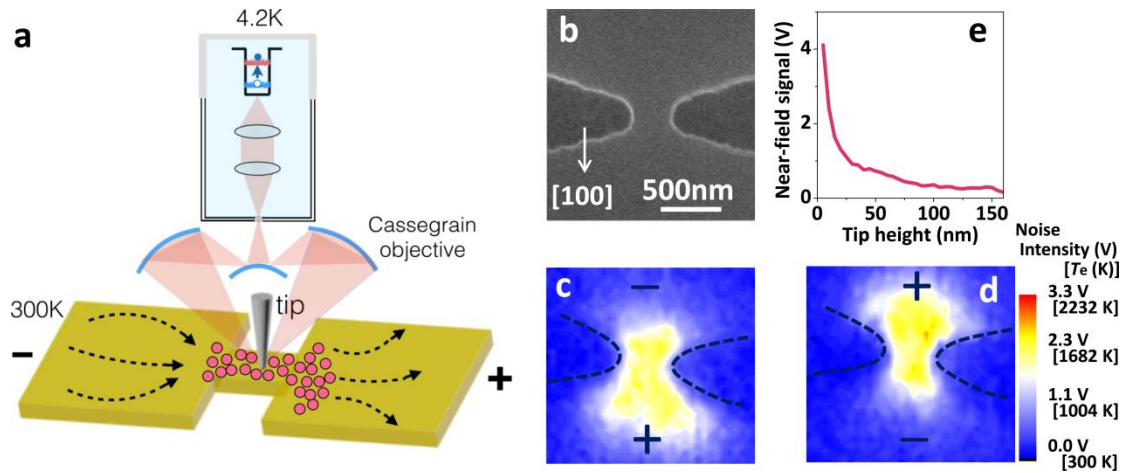 a
4.2K
Cassegrain
objective
tip
300K
−
+
b
[100]
500nm
e
Near-field signal (V)
4
2
0
0
50
100
150
Tip height (nm)
c
−
+
d
+
−
Noise
Intensity (V)
[Te (K)]
3.3 V
[2232 K]
2.3 V
[1682 K]
1.1 V
[1004 K]
0.0 V
[300 K]